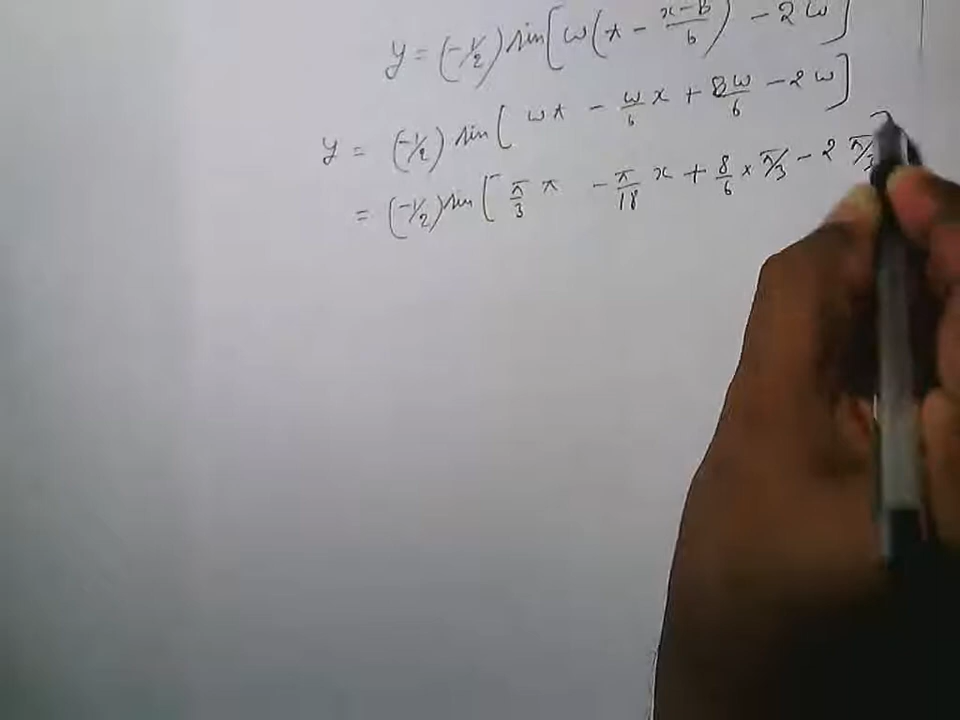 y = (-1/2) sin[ω(t - x-8/6) - 2ω]
y = (-1/2) sin[ωt - ω/6 x + 8ω/6 - 2ω]
= (-1/2) sin[π/3 t - π/18 x + 8/6 × π/3 - 2 π/3]